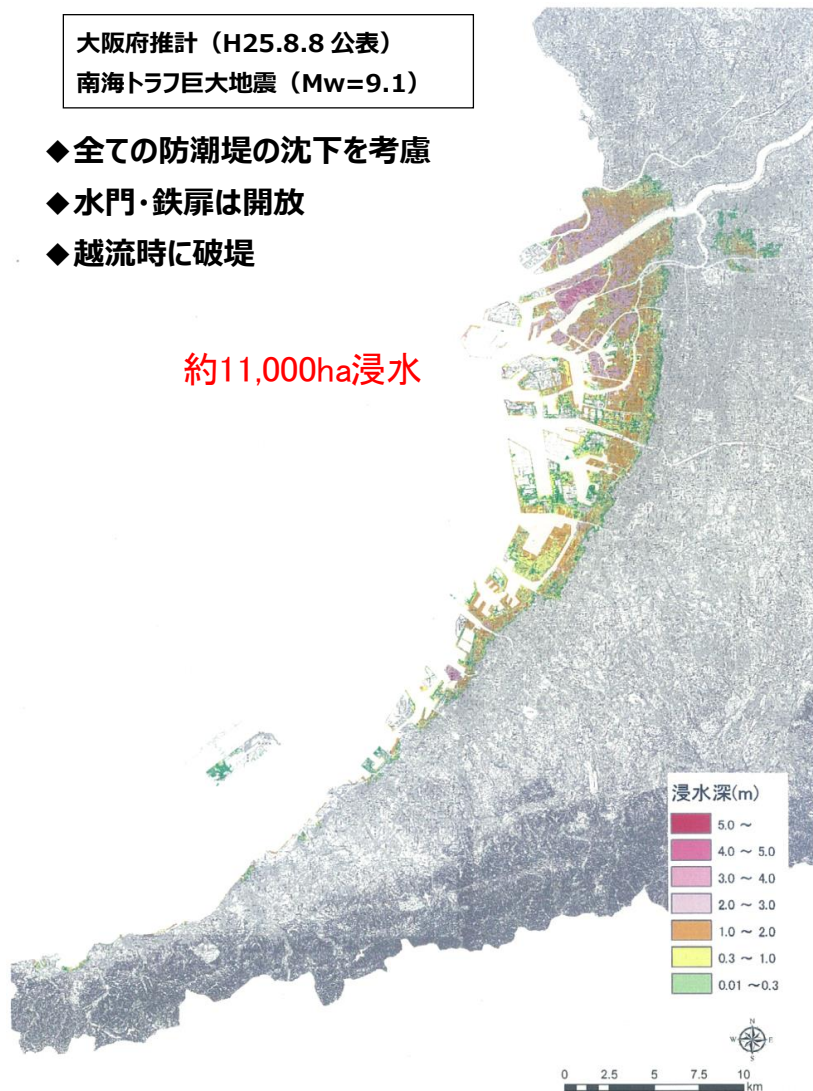 大阪府推計（H25.8.8 公表）
南海トラフ巨大地震（Mw=9.1）
◆全ての防潮堤の沈下を考慮
◆水門・鉄扉は開放
◆越流時に破堤
約11,000ha浸水
浸水深(m)
5.0 ～
4.0 ～ 5.0
3.0 ～ 4.0
2.0 ～ 3.0
1.0 ～ 2.0
0.3 ～ 1.0
0.01 ～0.3
N
W E
S
0 2.5 5 7.5 10
km